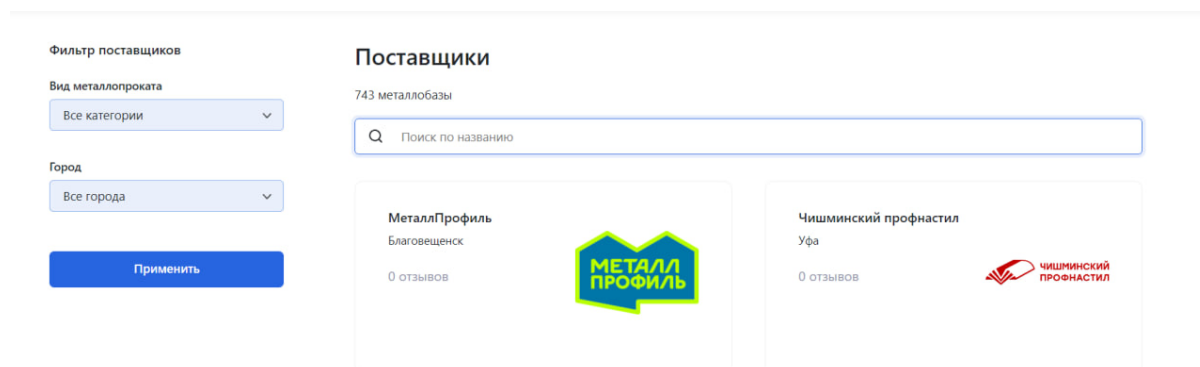 Фильтр поставщиков
Вид металлопроката
Все категории
Город
Все города
Применить
Поставщики
743 металлобазы
Поиск по названию
МеталлПрофиль
Благовещенск
0 отзывов
МЕТАЛЛ
ПРОФИЛЬ
Чишминский профнастил
Уфа
0 отзывов
ЧИШМИНСКИЙ
ПРОФНАСТИЛ